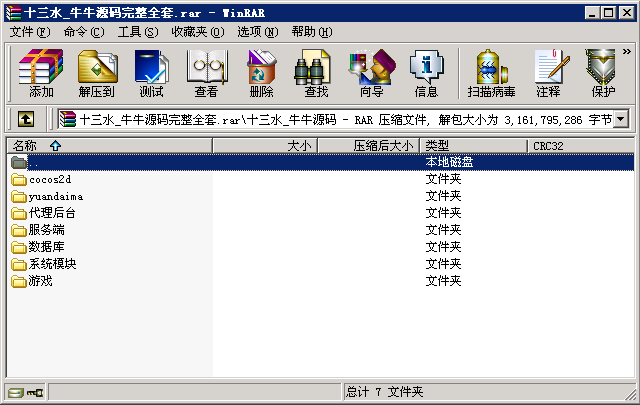 十三水_牛牛源码完整全套.rar - WinRAR
文件(F) 命令(C) 工具(S) 收藏夹(O) 选项(N) 帮助(H)
添加 解压到 测试 查看 删除 查找 向导 信息 扫描病毒 注释 保护
十三水_牛牛源码完整全套.rar\十三水_牛牛源码 - RAR 压缩文件, 解包大小为 3,161,795,286 字节
名称 大小 压缩后大小 类型 CRC32
.. 本地磁盘
cocos2d 文件夹
yuandaima 文件夹
代理后台 文件夹
服务端 文件夹
数据库 文件夹
系统模块 文件夹
游戏 文件夹
总计 7 文件夹